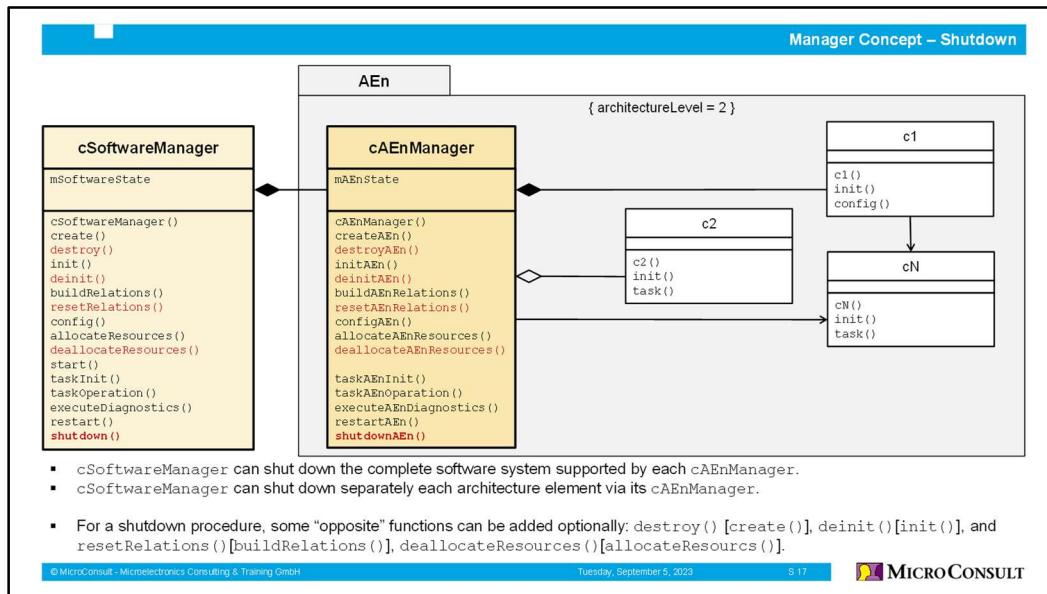 Manager Concept – Shutdown
AEn
{ architectureLevel = 2 }
cSoftwareManager
mSoftwareState
cSoftwareManager()
create()
destroy()
init()
deinit()
buildRelations()
resetRelations()
config()
allocateResources()
deallocateResources()
start()
taskInit()
taskOperation()
executeDiagnostics()
restart()
shutdown()
cAEnManager
mAEnState
cAEnManager()
createAEn()
destroyAEn()
initAEn()
deinitAEn()
buildAEnRelations()
resetAEnRelations()
configAEn()
allocateAEnResources()
deallocateAEnResources()
taskAEnInit()
taskAEnOparation()
executeAEnDiagnostics()
restartAEn()
shutdownAEn()
c1
c1()
init()
config()
c2
c2()
init()
task()
cN
cN()
init()
task()
▪ cSoftwareManager can shut down the complete software system supported by each cAEnManager.
▪ cSoftwareManager can shut down separately each architecture element via its cAEnManager.
▪ For a shutdown procedure, some “opposite” functions can be added optionally: destroy() [create()], deinit()[init()], and
resetRelations()[buildRelations()], deallocateResources()[allocateResourcs()].
© MicroConsult - Microelectronics Consulting & Training GmbH
Tuesday, September 5, 2023
S 17
MICROCONSULT